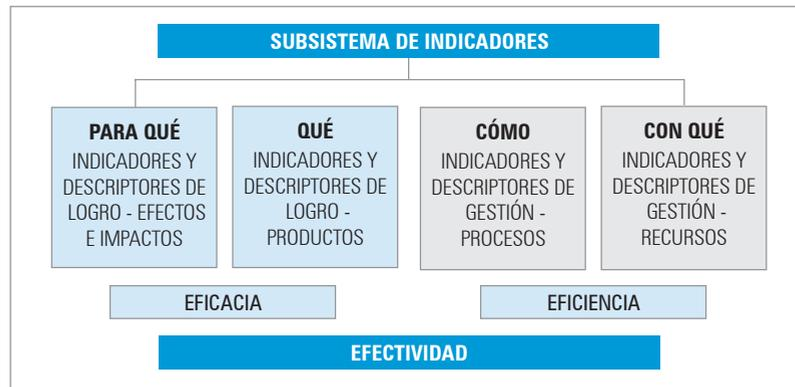 SUBSISTEMA DE INDICADORES
PARA QUÉ
INDICADORES Y
DESCRIPTORES DE
LOGRO - EFECTOS
E IMPACTOS
QUÉ
INDICADORES Y
DESCRIPTORES DE
LOGRO -
PRODUCTOS
CÓMO
INDICADORES Y
DESCRIPTORES DE
GESTIÓN -
PROCESOS
CON QUÉ
INDICADORES Y
DESCRIPTORES DE
GESTIÓN -
RECURSOS
EFICACIA
EFICIENCIA
EFECTIVIDAD